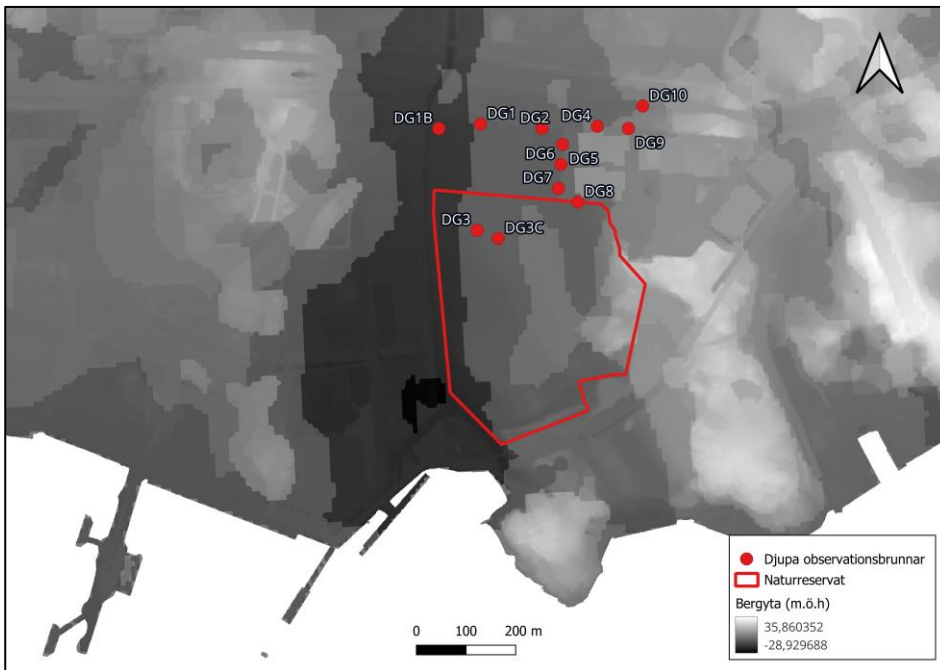 DG10
DG1B
DG1
DG2
DG4
DG9
DG6
DG5
DG7
DG8
DG3
DG3C
Djupa observationsbrunnar
Naturreservat
Bergyta (m.ö.h)
35,860352
-28,929688
0 100 200 m